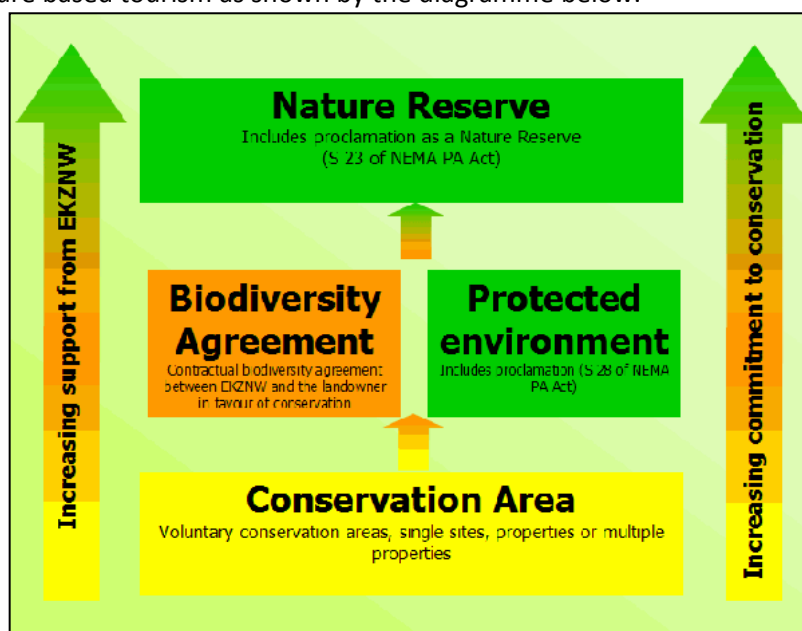 are based tourism as shown by the diagramme below.
Nature Reserve
Includes proclamation as a Nature Reserve
(S 23 of NEMA PA Act)
Increasing support from EKZNW
Increasing commitment to conservation
Biodiversity
Agreement
Contractual biodiversity agreement
between EKZNW and the landowner
in favour of conservation
Protected
environment
Includes proclamation (S 28 of NEMA
PA Act)
Conservation Area
Voluntary conservation areas, single sites, properties or multiple
properties